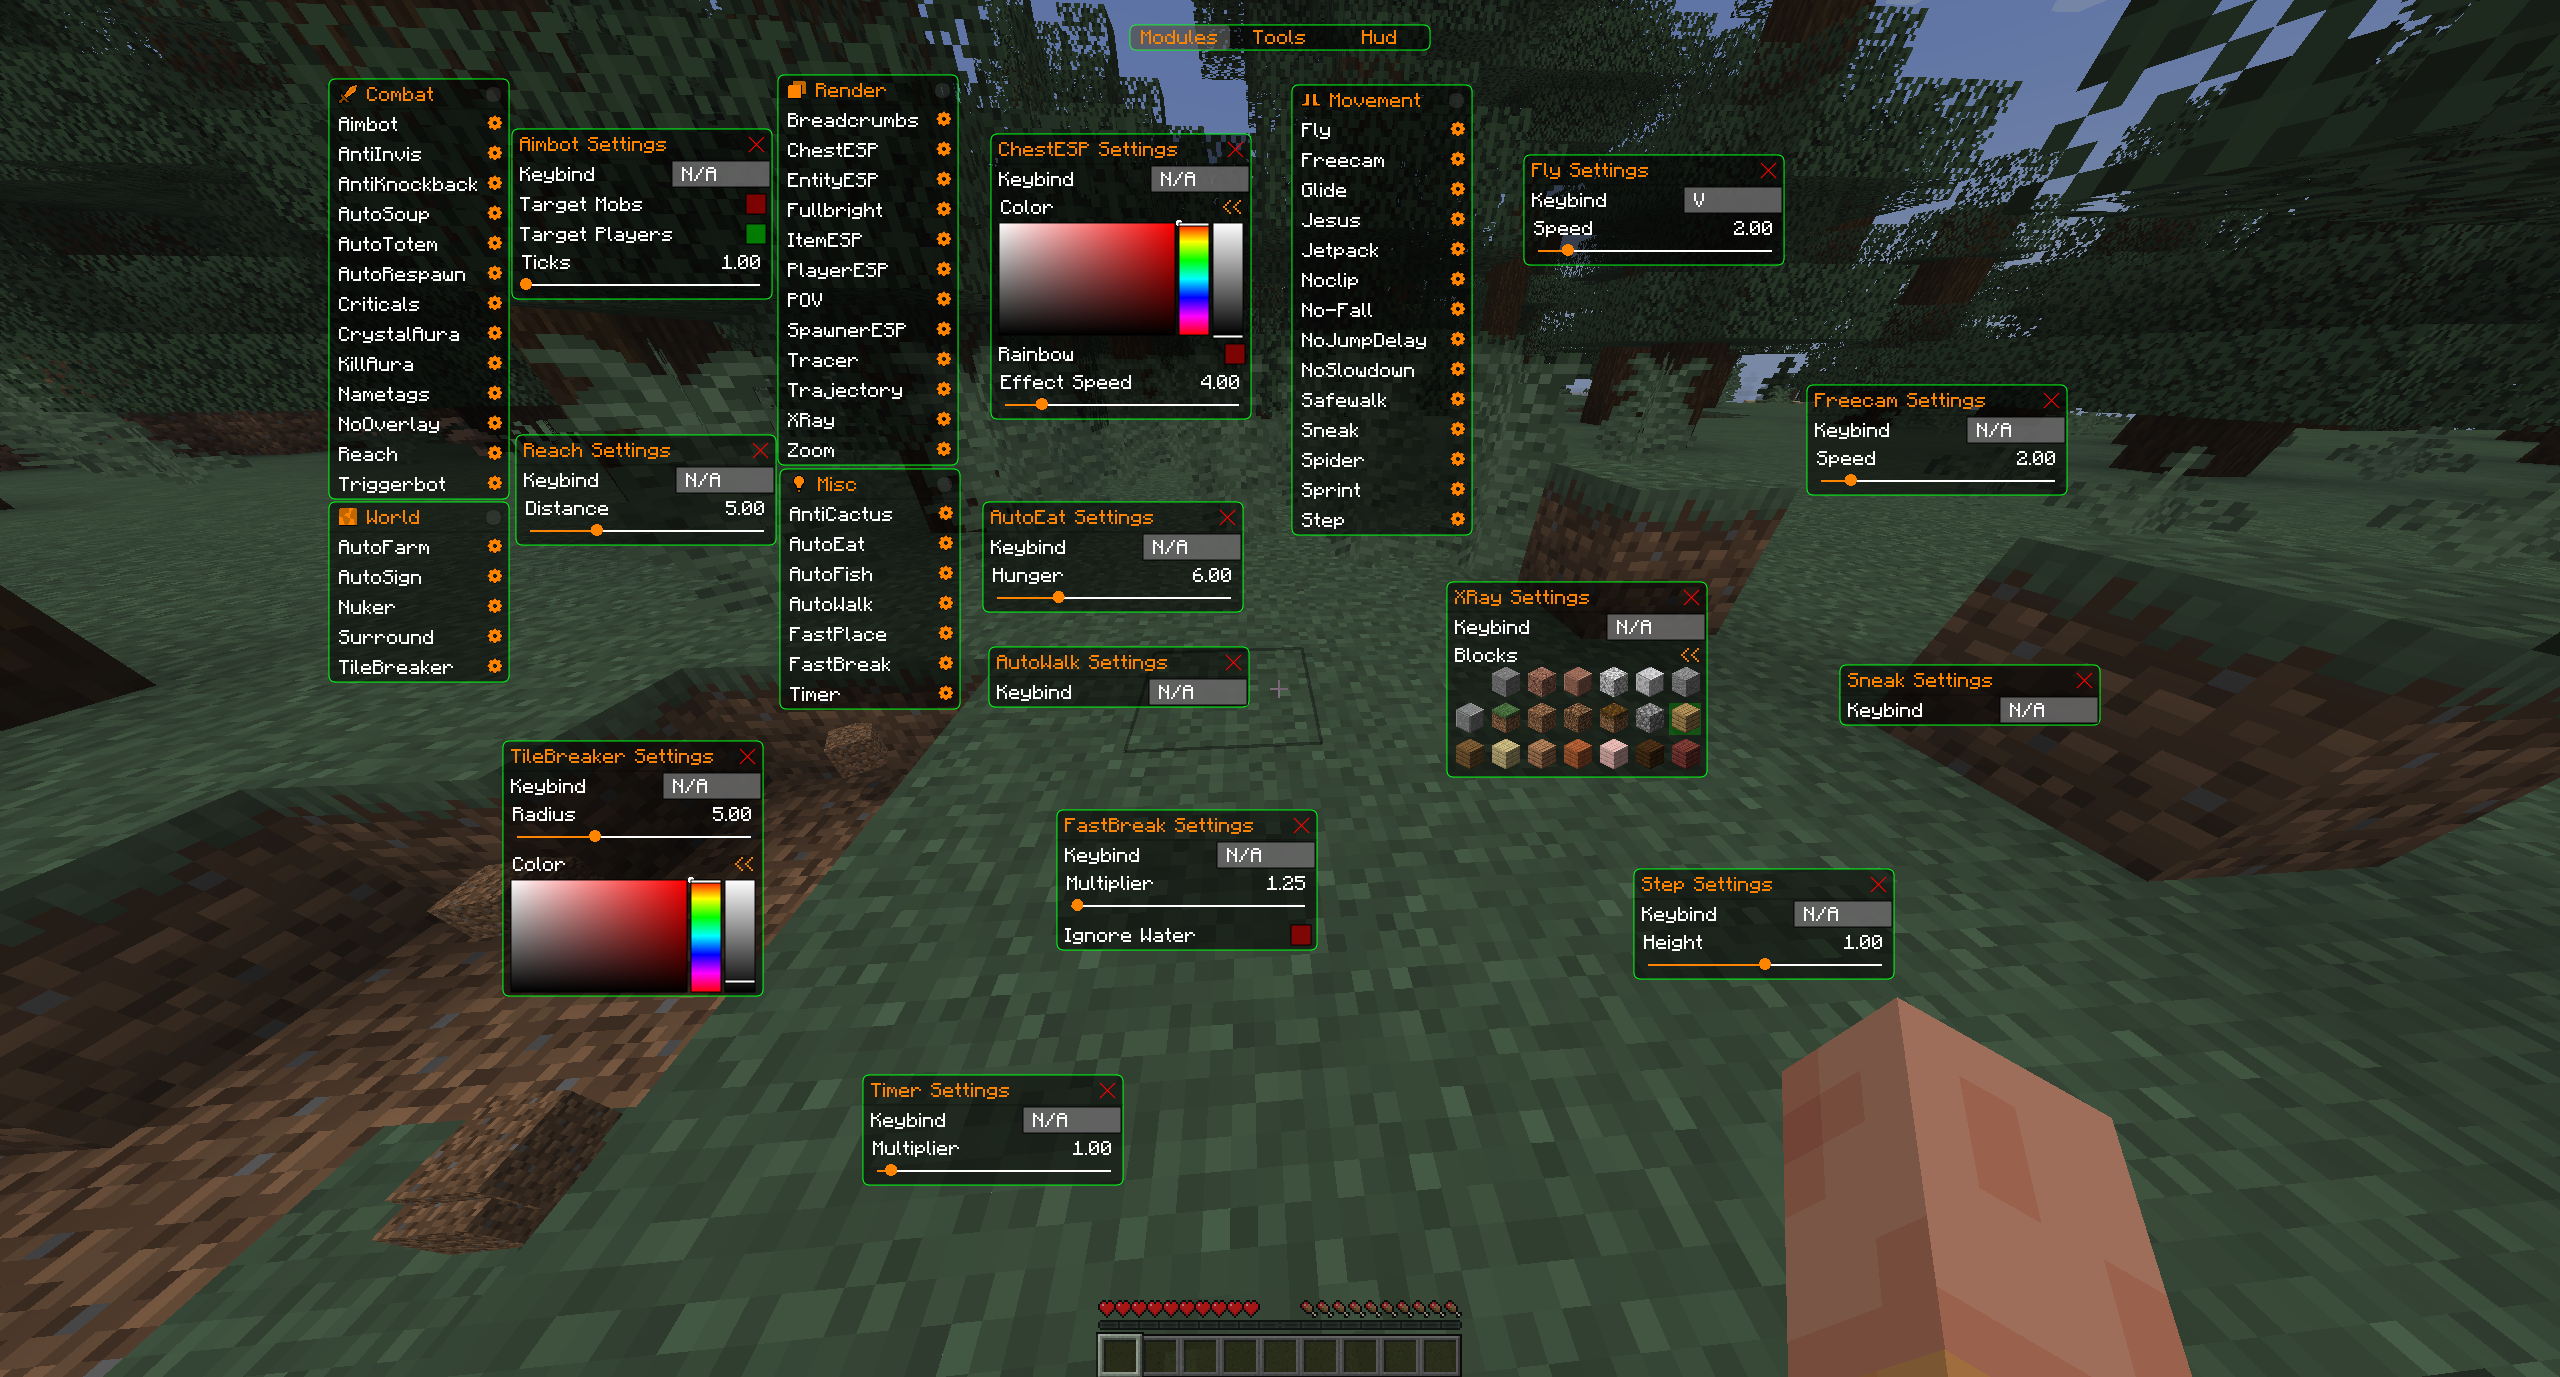 Modules Tools Hud
Combat
Aimbot
AntiInvis
AntiKnockback
AutoSoup
AutoTotem
AutoRespawn
Criticals
CrystalAura
KillAura
Nametags
NoOverlay
Reach
Triggerbot
World
AutoFarm
AutoSign
Nuker
Surround
TileBreaker
Aimbot Settings
Keybind N/A
Target Mobs
Target Players
Ticks 1.00
Reach Settings
Keybind N/A
Distance 5.00
TileBreaker Settings
Keybind N/A
Radius 5.00
Color <<
Render
Breadcrumbs
ChestESP
EntityESP
Fullbright
ItemESP
PlayerESP
POV
SpawnerESP
Tracer
Trajectory
XRay
Zoom
Misc
AntiCactus
AutoEat
AutoFish
AutoWalk
FastPlace
FastBreak
Timer
ChestESP Settings
Keybind N/A
Color <<
Rainbow
Effect Speed 4.00
AutoEat Settings
Keybind N/A
Hunger 6.00
AutoWalk Settings
Keybind N/A
FastBreak Settings
Keybind N/A
Multiplier 1.25
Ignore Water
Timer Settings
Keybind N/A
Multiplier 1.00
Movement
Fly
Freecam
Glide
Jesus
Jetpack
Noclip
No-Fall
NoJumpDelay
NoSlowdown
Safewalk
Sneak
Spider
Sprint
Step
Fly Settings
Keybind V
Speed 2.00
Freecam Settings
Keybind N/A
Speed 2.00
XRay Settings
Keybind N/A
Blocks <<
Sneak Settings
Keybind N/A
Step Settings
Keybind N/A
Height 1.00